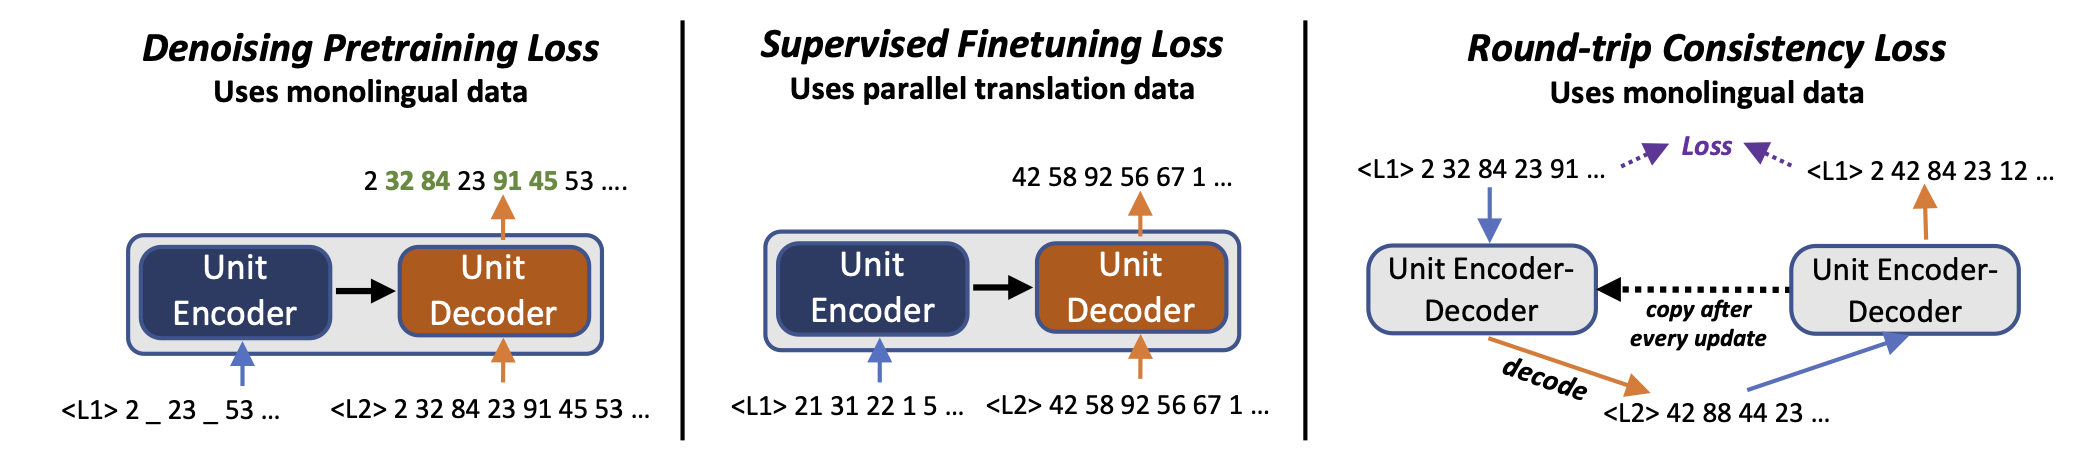 Denoising Pretraining Loss
Uses monolingual data
2 32 84 23 91 45 53 ....
Unit
Encoder
Unit
Decoder
<L1> 2 _ 23 _ 53 ...
<L2> 2 32 84 23 91 45 53 ...
Supervised Finetuning Loss
Uses parallel translation data
42 58 92 56 67 1 ...
Unit
Encoder
Unit
Decoder
<L1> 21 31 22 1 5 ...
<L2> 42 58 92 56 67 1 ...
Round-trip Consistency Loss
Uses monolingual data
Loss
<L1> 2 32 84 23 91 ...
<L1> 2 42 84 23 12 ...
Unit Encoder-
Decoder
copy after
every update
Unit Encoder-
Decoder
decode
<L2> 42 88 44 23 ...